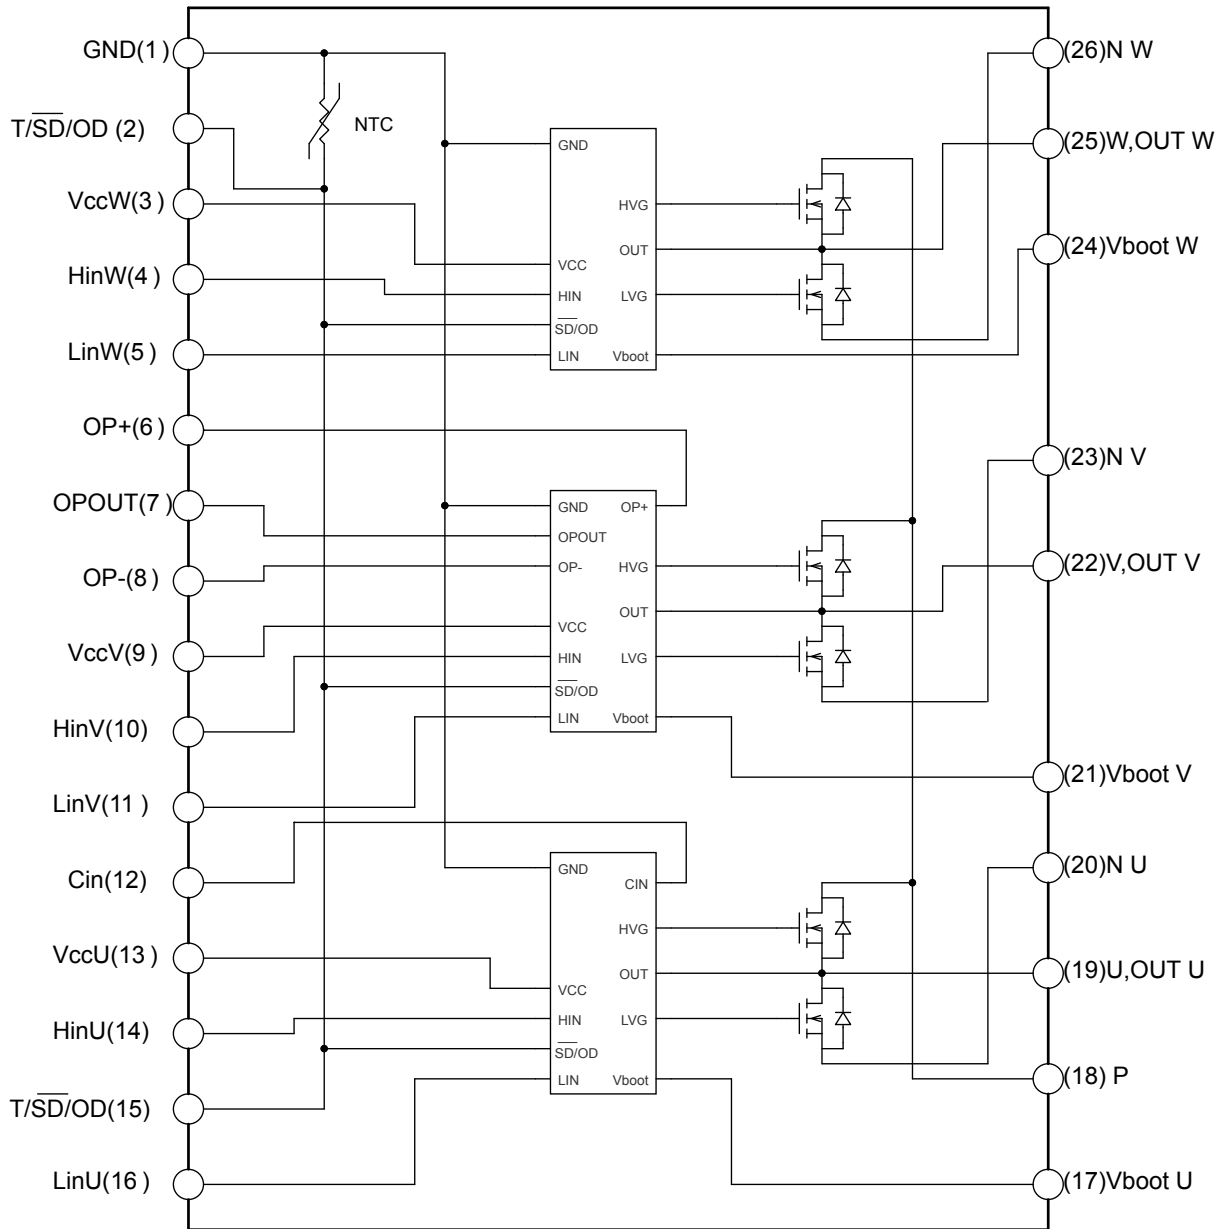 GND(1)
T/SD/OD (2)
VccW(3)
HinW(4)
LinW(5)
OP+(6)
OPOUT(7)
OP-(8)
VccV(9)
HinV(10)
LinV(11)
Cin(12)
VccU(13)
HinU(14)
T/SD/OD(15)
LinU(16)
NTC
GND
HVG
OUT
VCC
HIN
LVG
SD/OD
LIN
Vboot
GND
OP+
OPOUT
OP-
HVG
OUT
VCC
HIN
LVG
SD/OD
LIN
Vboot
GND
CIN
HVG
OUT
VCC
HIN
LVG
SD/OD
LIN
Vboot
(26)N W
(25)W,OUT W
(24)Vboot W
(23)N V
(22)V,OUT V
(21)Vboot V
(20)N U
(19)U,OUT U
(18) P
(17)Vboot U